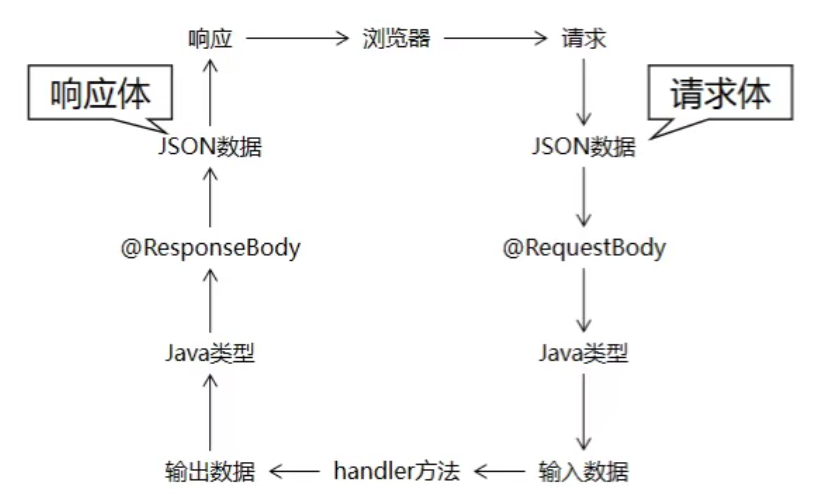 响应 浏览器 请求
响应体 请求体
JSON数据 JSON数据
@ResponseBody @RequestBody
Java类型 Java类型
输出数据 handler方法 输入数据